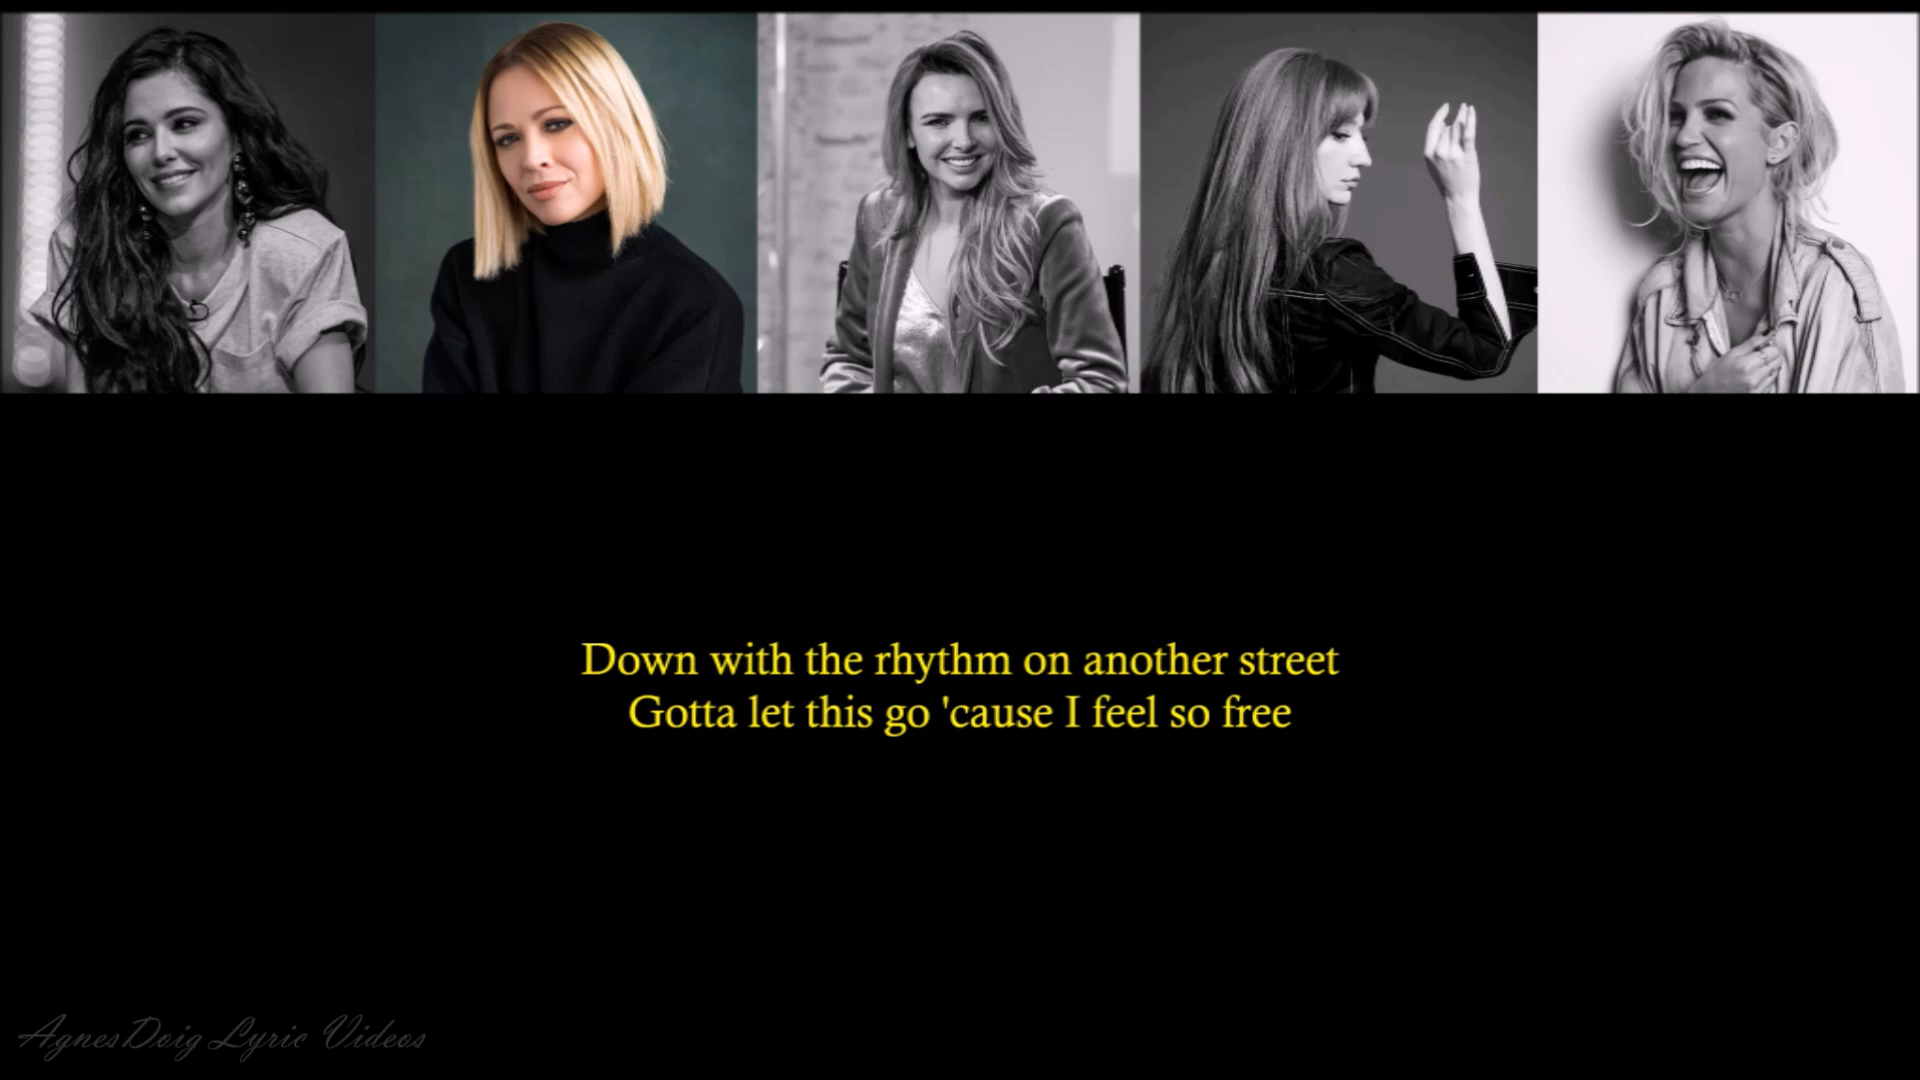 Down with the rhythm on another street
Gotta let this go 'cause I feel so free
AgnesDoig Lyric Videos